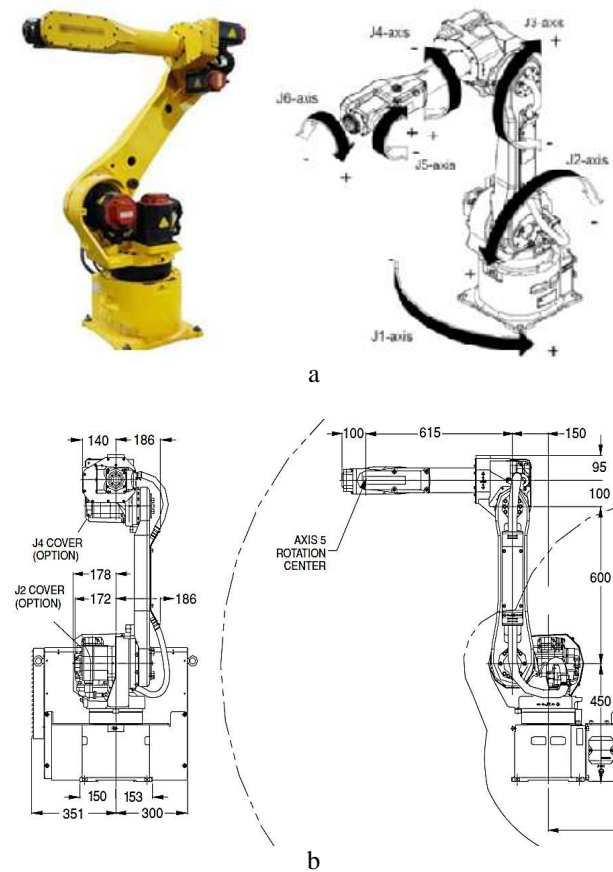 J3-axis
+
J4-axis
-
J6-axis
-
+
+ +
-
J5-axis
-
J2-axis
-
+
-
J1-axis
+
a
140 186
100 615 150
95
100
J4 COVER
(OPTION)
AXIS 5
ROTATION
CENTER
178
J2 COVER
(OPTION)
172 186
600
450
150 153
351 300
b